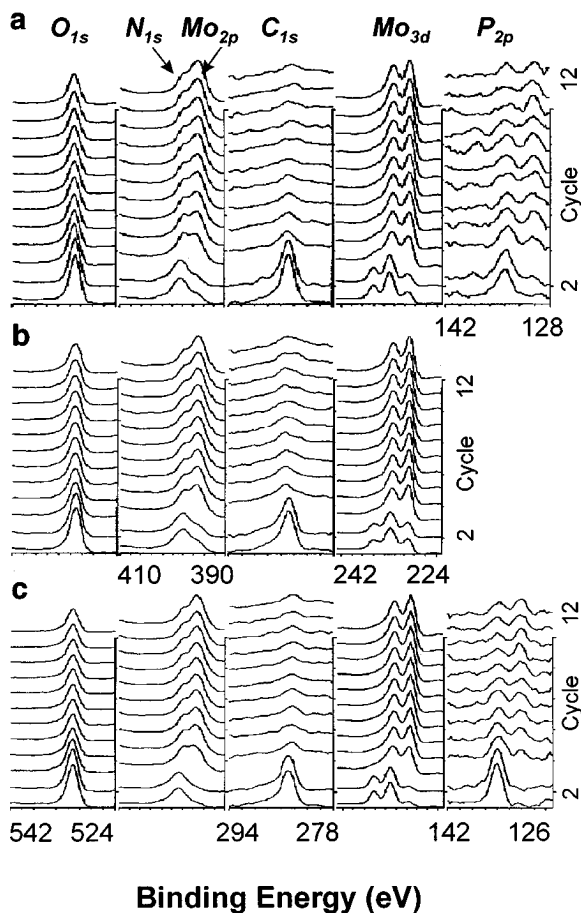 a
O1s N1s Mo2p C1s Mo3d P2p
12
Cycle
2
142 128
b
12
Cycle
2
410 390 242 224
c
12
Cycle
2
542 524 294 278 142 126
Binding Energy (eV)